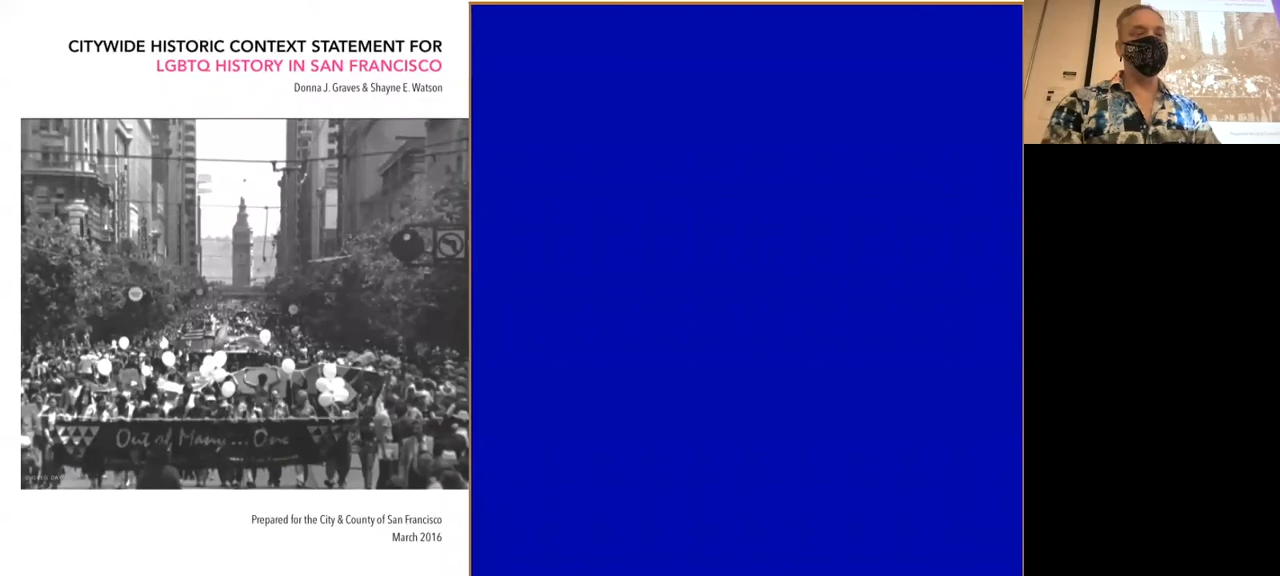 CITYWIDE HISTORIC CONTEXT STATEMENT FOR
LGBTQ HISTORY IN SAN FRANCISCO
Donna J. Graves & Shayne E. Watson
Out of Many...One
Prepared for the City & County of San Francisco
March 2016